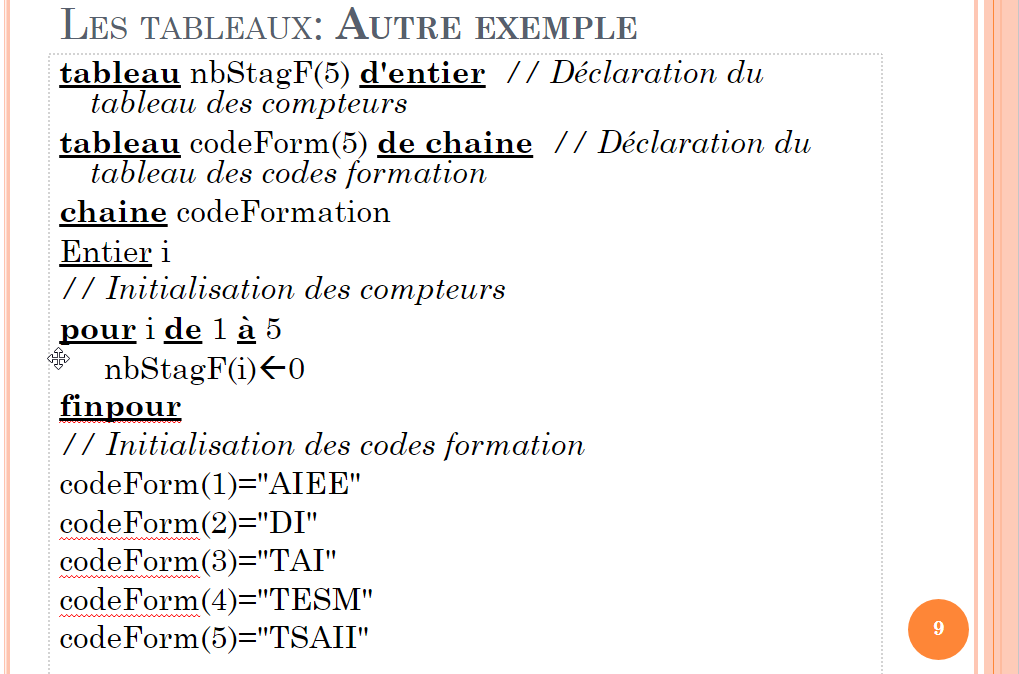 LES TABLEAUX: AUTRE EXEMPLE
tableau nbStagF(5) d'entier // Déclaration du
tableau des compteurs
tableau codeForm(5) de chaine // Déclaration du
tableau des codes formation
chaine codeFormation
Entier i
// Initialisation des compteurs
pour i de 1 à 5
nbStagF(i)←0
finpour
// Initialisation des codes formation
codeForm(1)="AIEE"
codeForm(2)="DI"
codeForm(3)="TAI"
codeForm(4)="TESM"
codeForm(5)="TSAII"
9